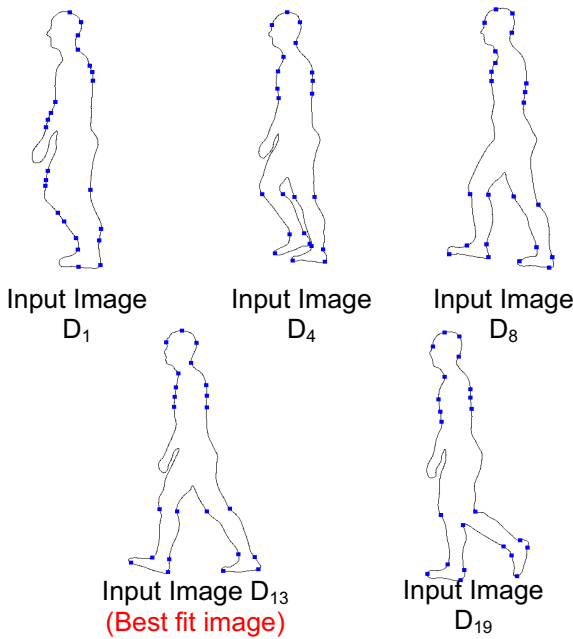 Input Image
D₁
Input Image
D₄
Input Image
D₈
Input Image D₁₃
(Best fit image)
Input Image
D₁₉